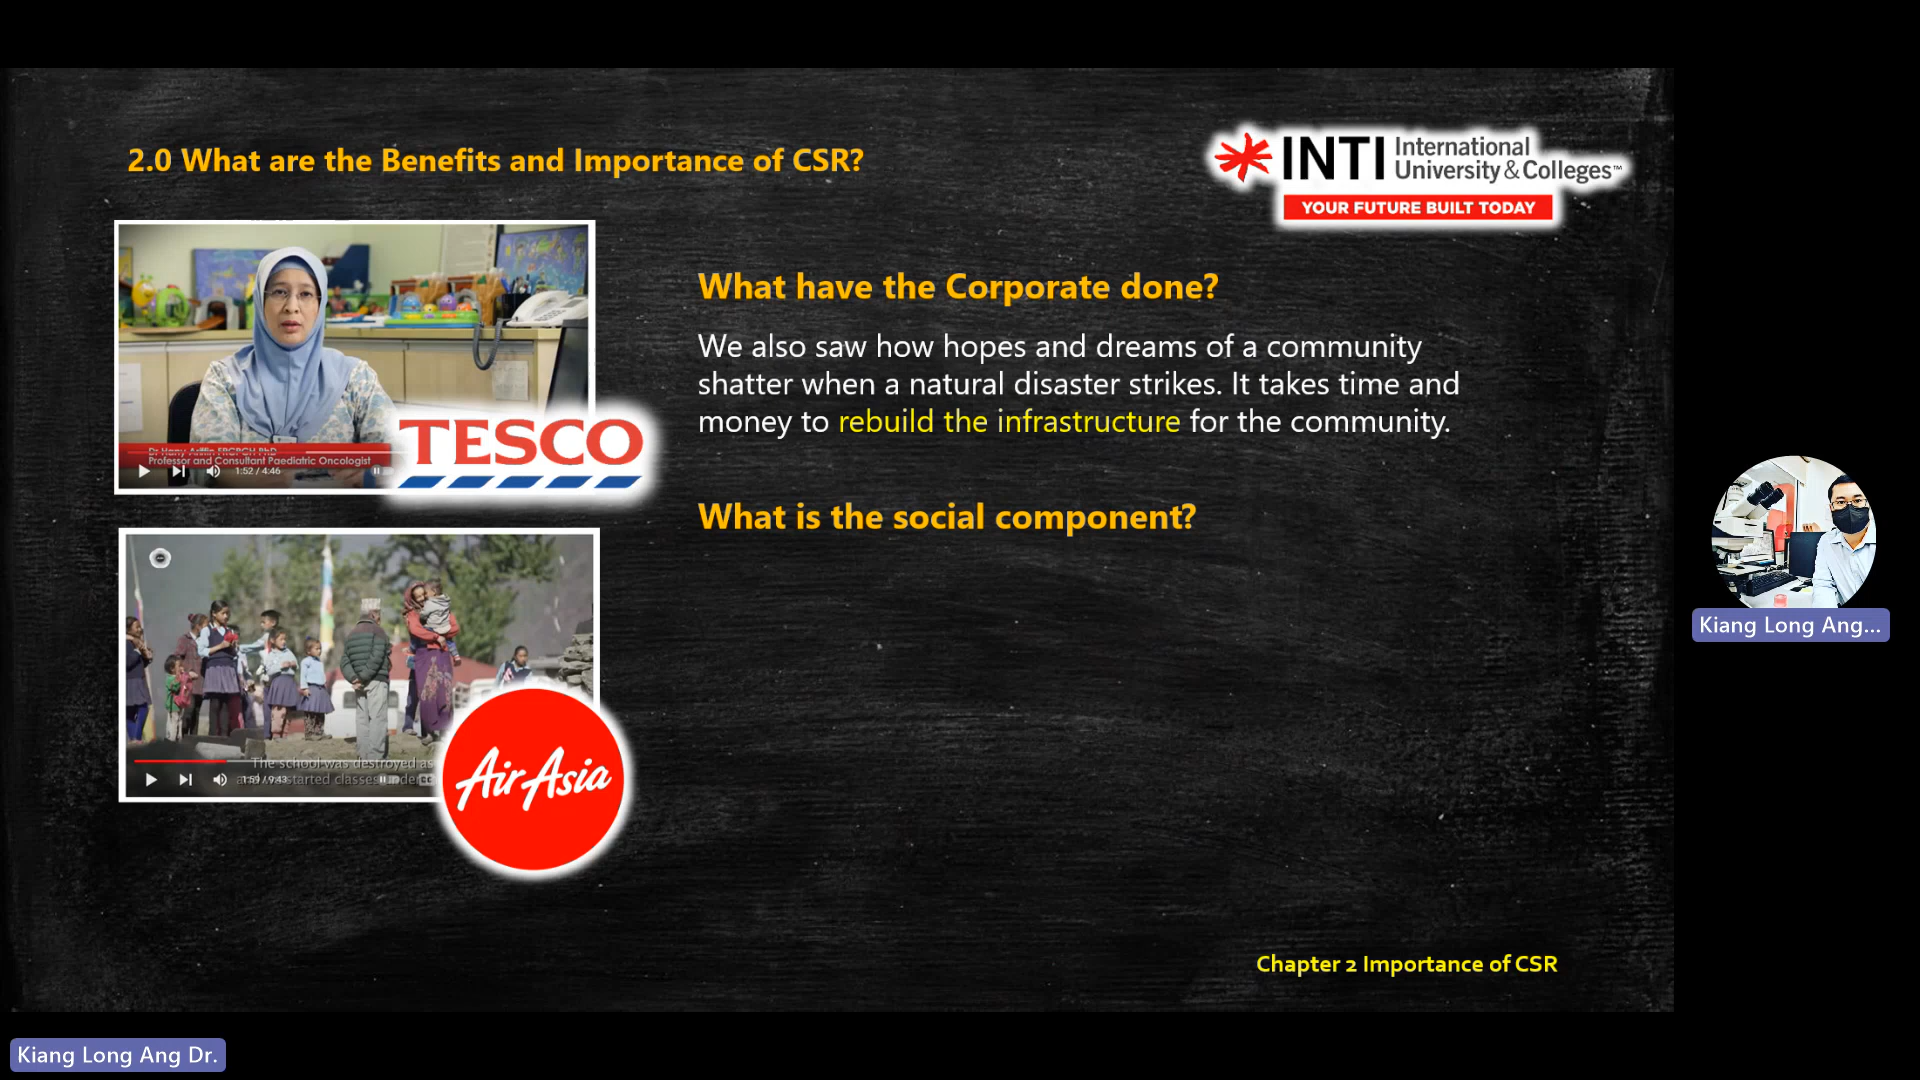 2.0 What are the Benefits and Importance of CSR?
INTI International
University & Colleges™
YOUR FUTURE BUILT TODAY
Professor and Consultant Paediatric Oncologist
1:52 / 4:46
TESCO
What have the Corporate done?
We also saw how hopes and dreams of a community
shatter when a natural disaster strikes. It takes time and
money to rebuild the infrastructure for the community.
What is the social component?
The school was destroyed as
started classes under
AirAsia
Chapter 2 Importance of CSR
Kiang Long Ang...
Kiang Long Ang Dr.